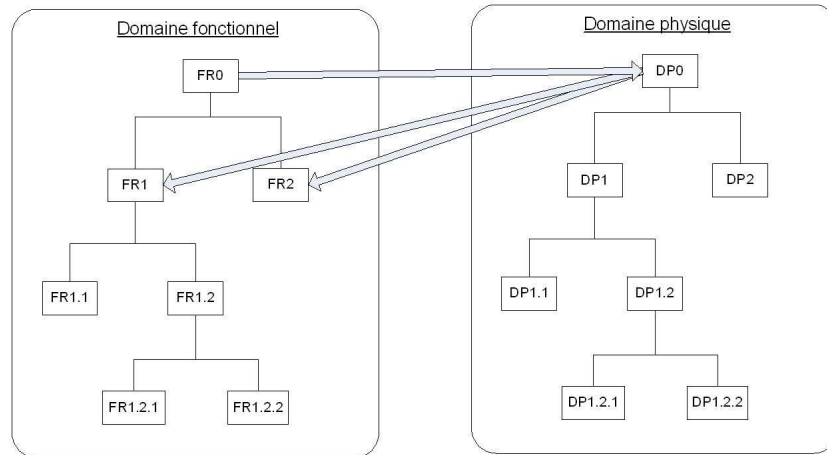 Domaine fonctionnel
FR0
FR1
FR2
FR1.1
FR1.2
FR1.2.1
FR1.2.2
Domaine physique
DP0
DP1
DP2
DP1.1
DP1.2
DP1.2.1
DP1.2.2